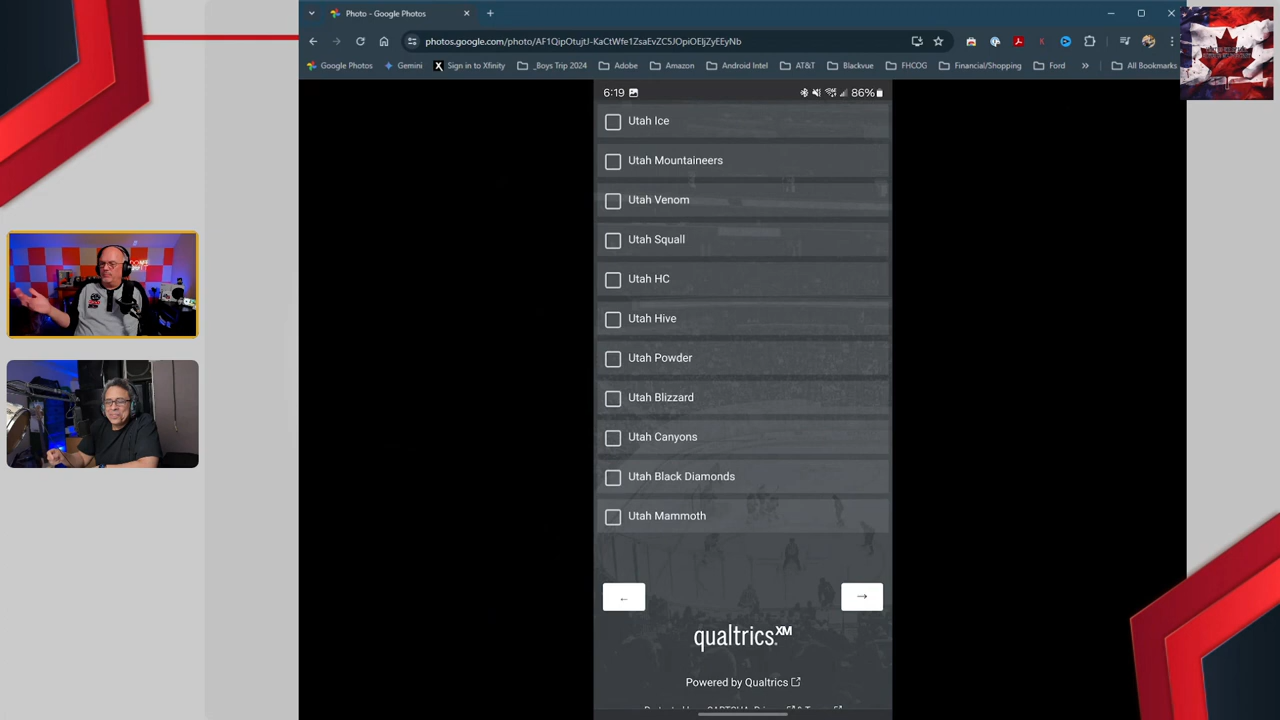 Photo - Google Photos
photos.google.com/photo/AF1QipOtujtJ-KaCtWfe1ZsaEvZC5JOpiOEljZyEEyNb
Google Photos
Gemini
Sign in to Xfinity
_Boys Trip 2024
Adobe
Amazon
Android Intel
AT&T
Blackvue
FHCOG
Financial/Shopping
Ford
All Bookmarks
6:19
86%
Utah Ice
Utah Mountaineers
Utah Venom
Utah Squall
Utah HC
Utah Hive
Utah Powder
Utah Blizzard
Utah Canyons
Utah Black Diamonds
Utah Mammoth
qualtrics.XM
Powered by Qualtrics